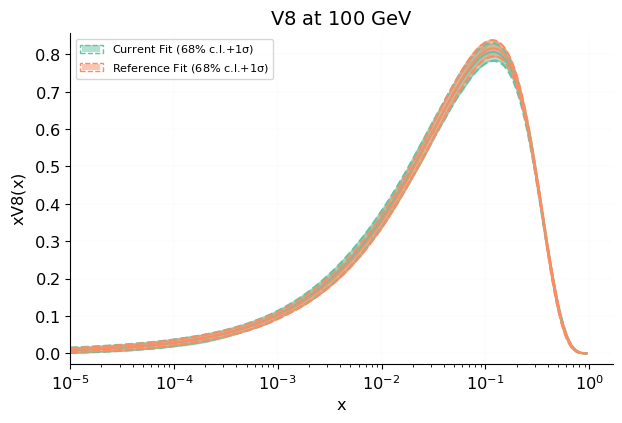 V8 at 100 GeV
Current Fit (68% c.l.+1σ)
Reference Fit (68% c.l.+1σ)
xV8(x)
0.8
0.7
0.6
0.5
0.4
0.3
0.2
0.1
0.0
10⁻⁵ 10⁻⁴ 10⁻³ 10⁻² 10⁻¹ 10⁰
x